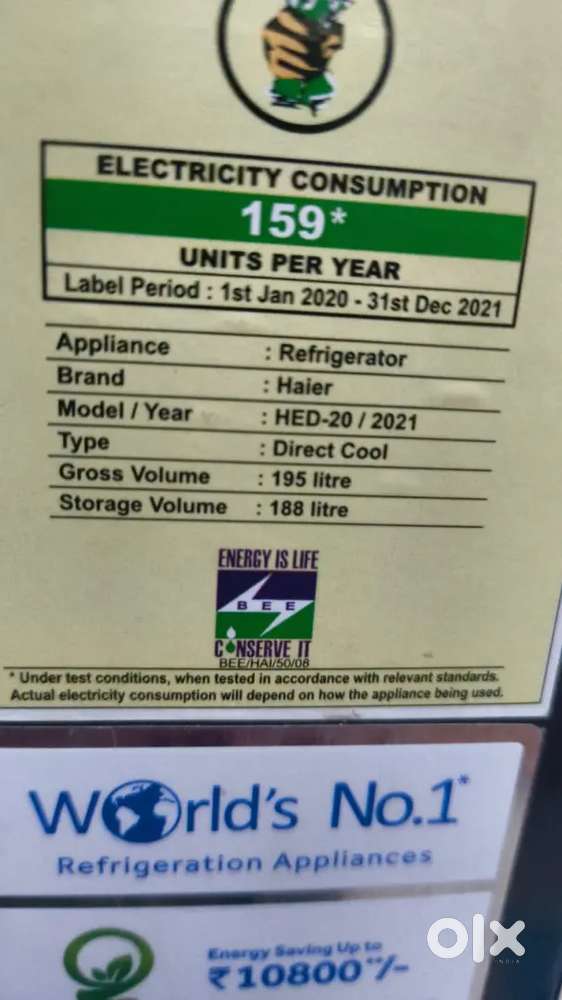 ELECTRICITY CONSUMPTION
159*
UNITS PER YEAR
Label Period : 1st Jan 2020 - 31st Dec 2021
Appliance : Refrigerator
Brand : Haier
Model / Year : HED-20 / 2021
Type : Direct Cool
Gross Volume : 195 litre
Storage Volume : 188 litre
ENERGY IS LIFE
BEE
CONSERVE IT
BEE/HAI/50/08
* Under test conditions, when tested in accordance with relevant standards.
Actual electricity consumption will depend on how the appliance being used.
World's No.1*
Refrigeration Appliances
Energy Saving Up to
₹10800**/-
olx
INDIA